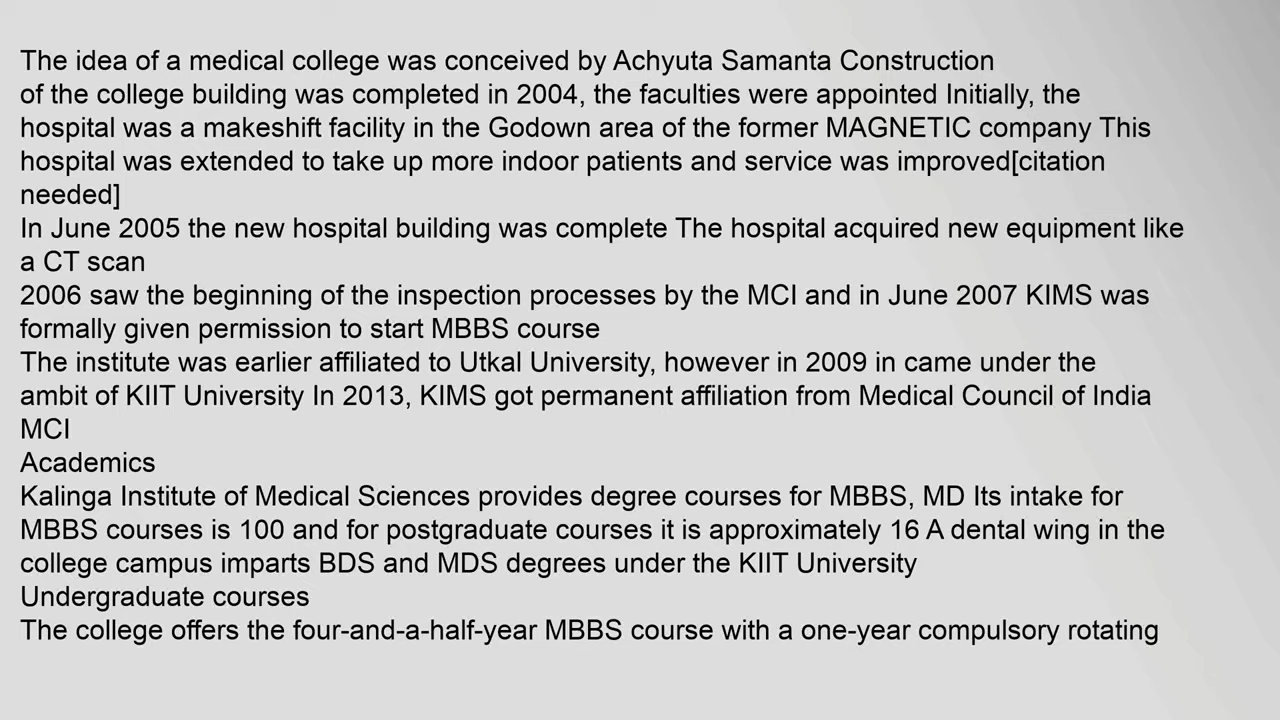 The idea of a medical college was conceived by Achyuta Samanta Construction
of the college building was completed in 2004, the faculties were appointed Initially, the
hospital was a makeshift facility in the Godown area of the former MAGNETIC company This
hospital was extended to take up more indoor patients and service was improved[citation
needed]
In June 2005 the new hospital building was complete The hospital acquired new equipment like
a CT scan
2006 saw the beginning of the inspection processes by the MCI and in June 2007 KIMS was
formally given permission to start MBBS course
The institute was earlier affiliated to Utkal University, however in 2009 in came under the
ambit of KIIT University In 2013, KIMS got permanent affiliation from Medical Council of India
MCI
Academics
Kalinga Institute of Medical Sciences provides degree courses for MBBS, MD Its intake for
MBBS courses is 100 and for postgraduate courses it is approximately 16 A dental wing in the
college campus imparts BDS and MDS degrees under the KIIT University
Undergraduate courses
The college offers the four-and-a-half-year MBBS course with a one-year compulsory rotating